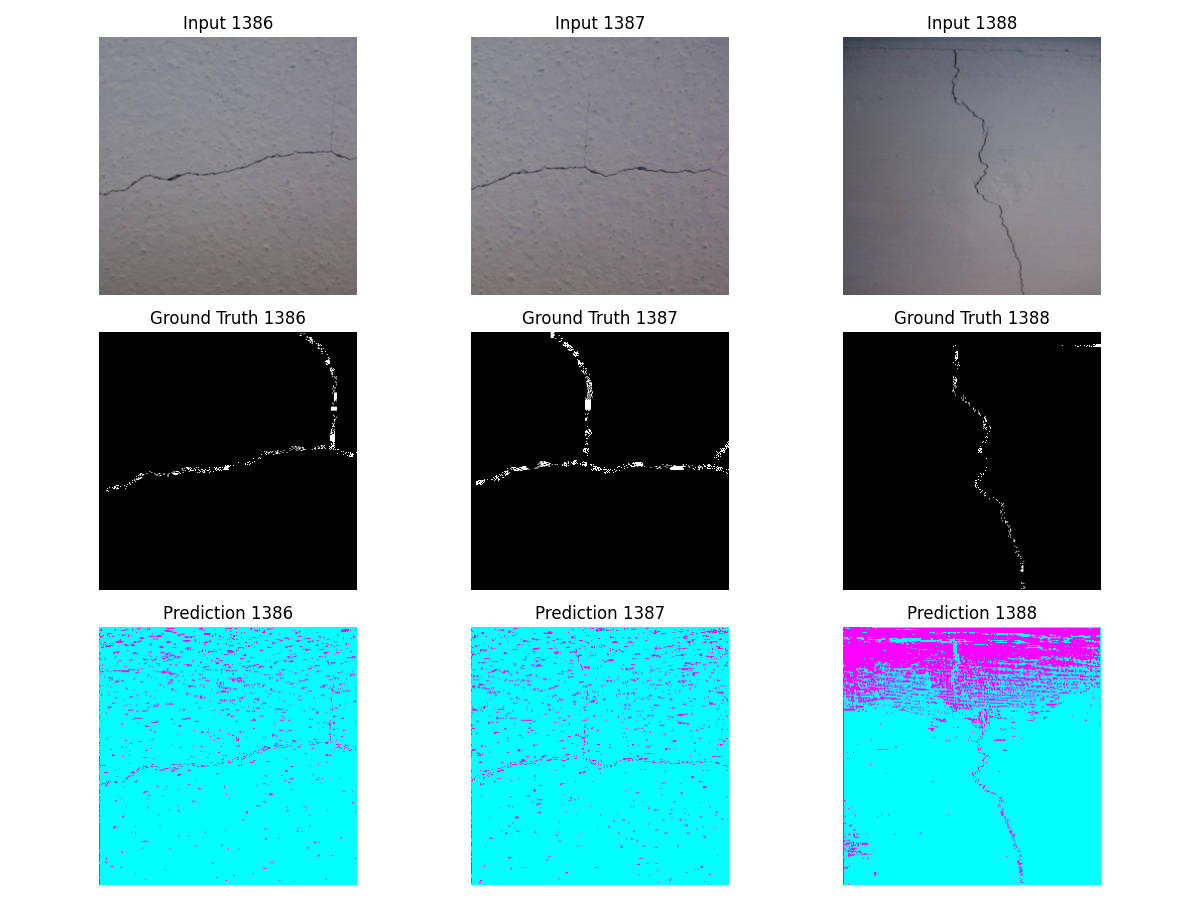 Input 1386
Input 1387
Input 1388
Ground Truth 1386
Ground Truth 1387
Ground Truth 1388
Prediction 1386
Prediction 1387
Prediction 1388